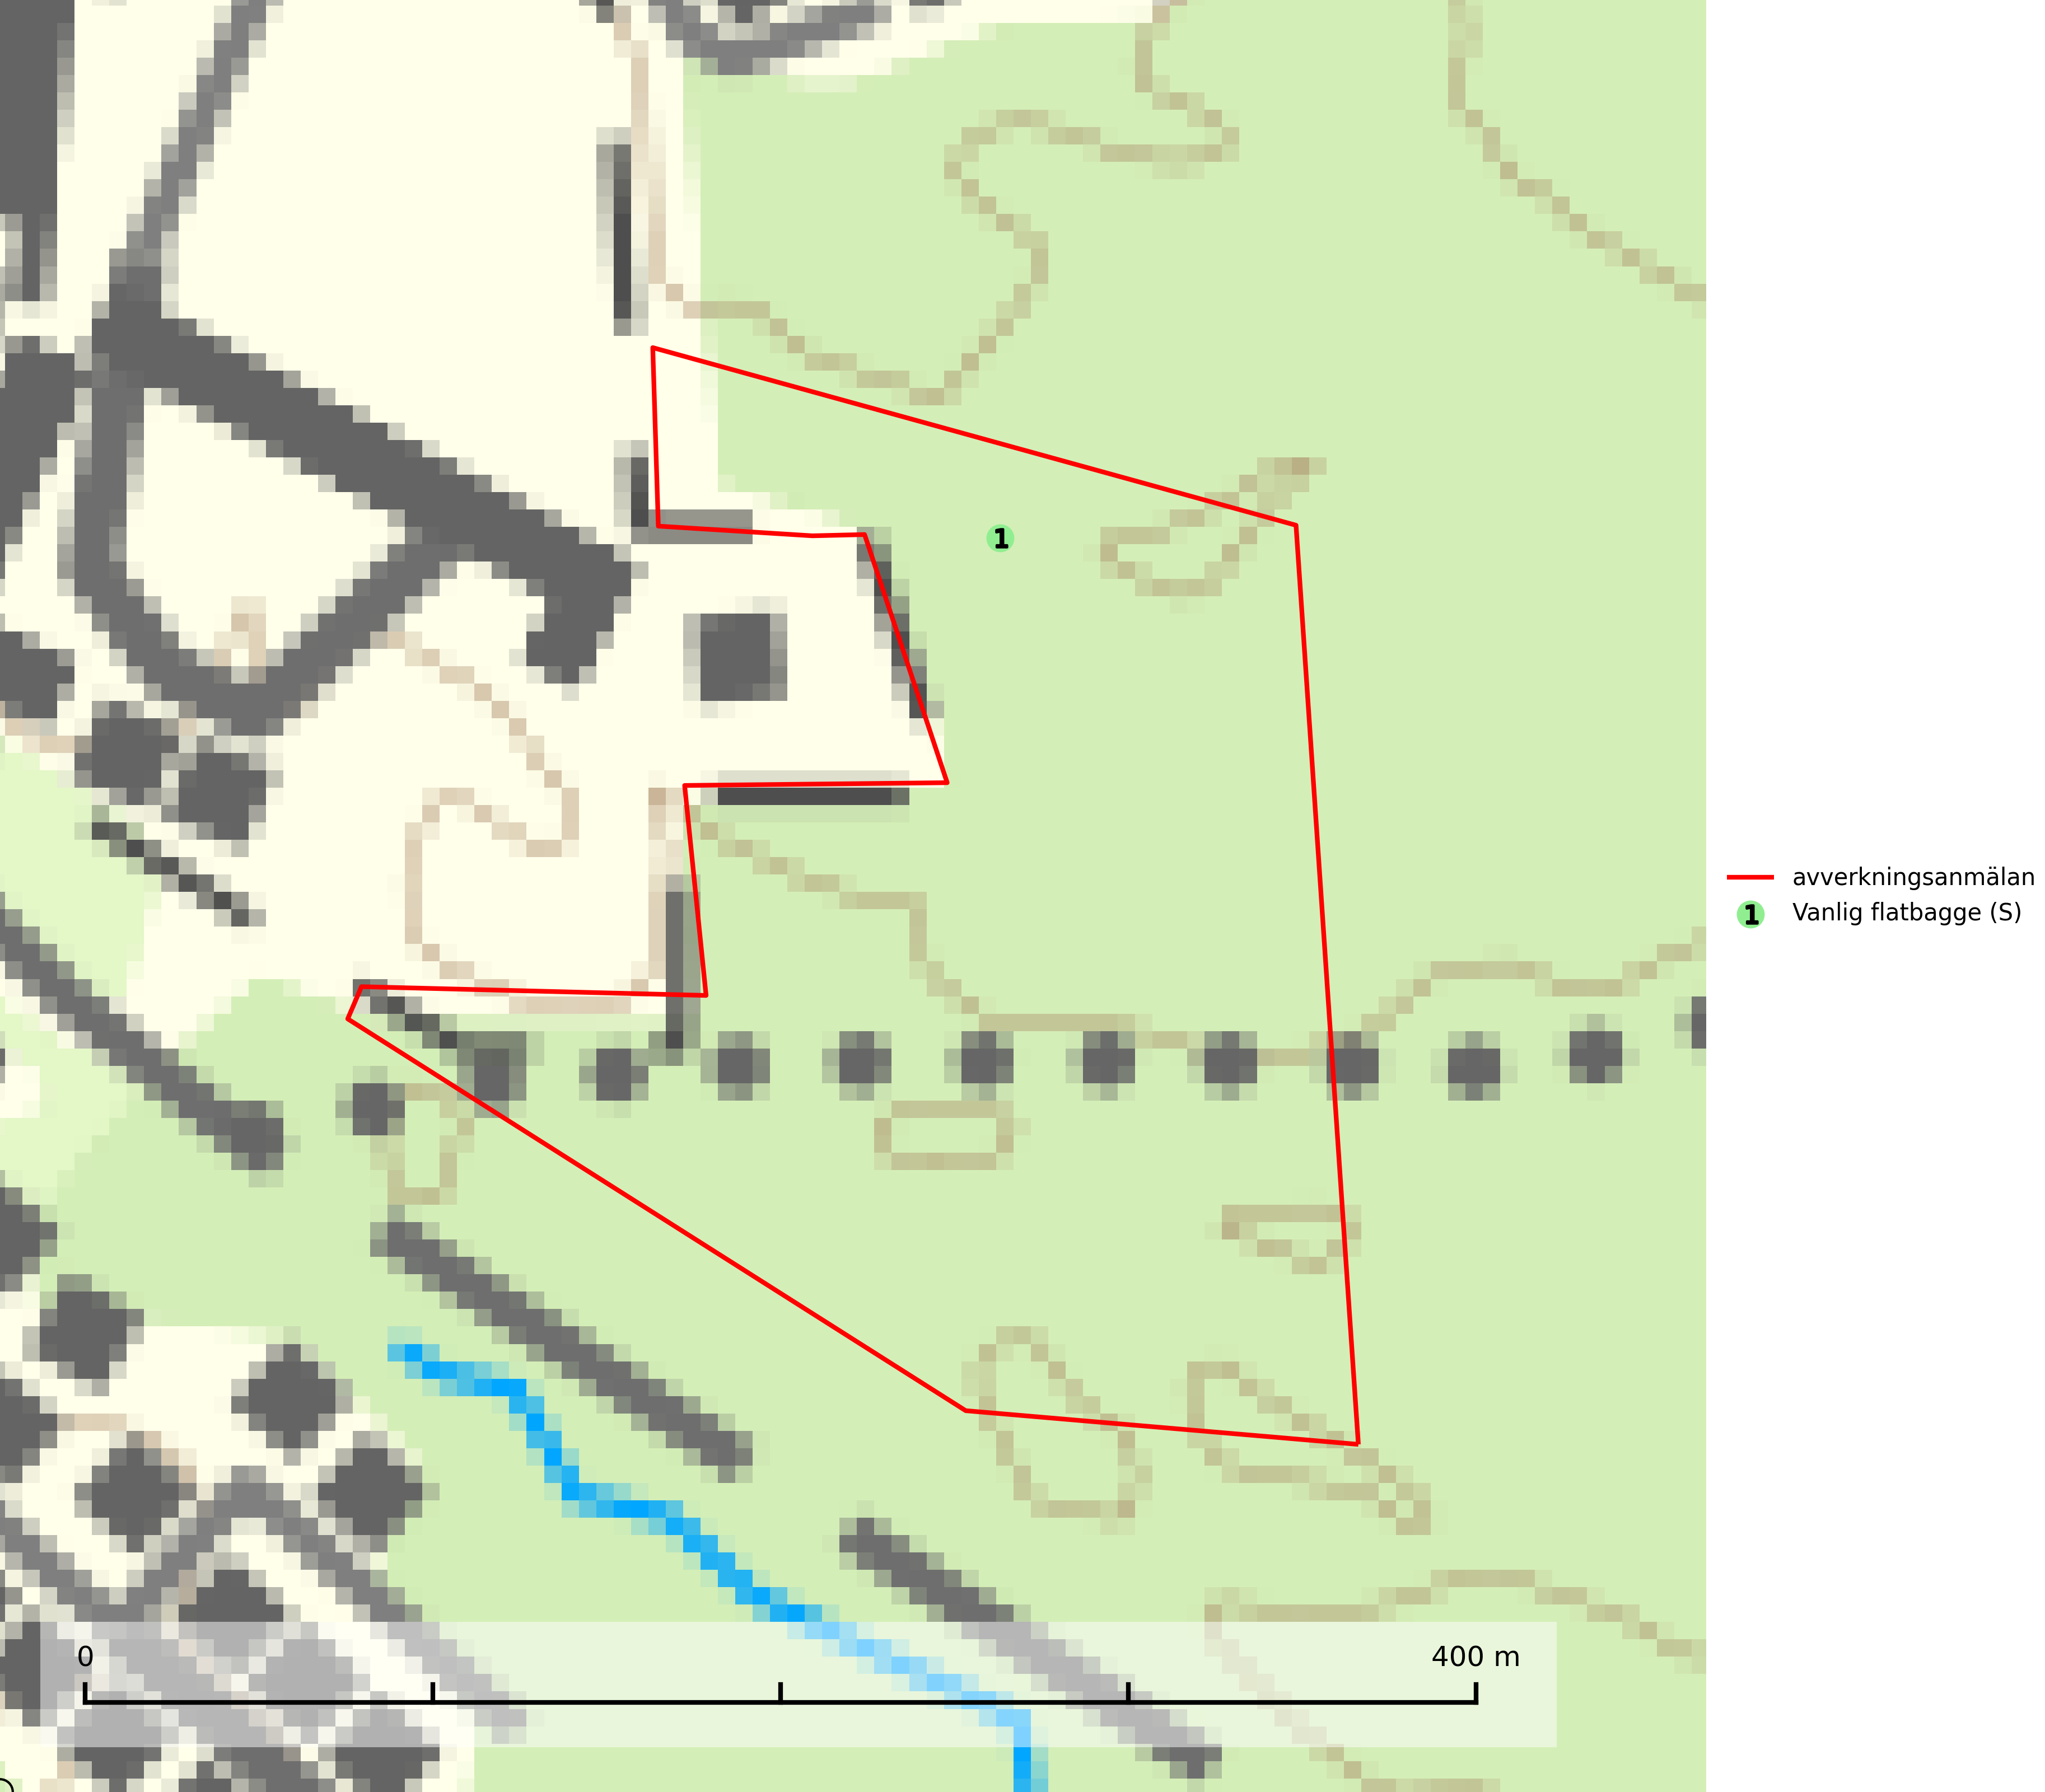 1
1 avverkningsanmälan
Vanlig flatbagge (S)
0 400 m